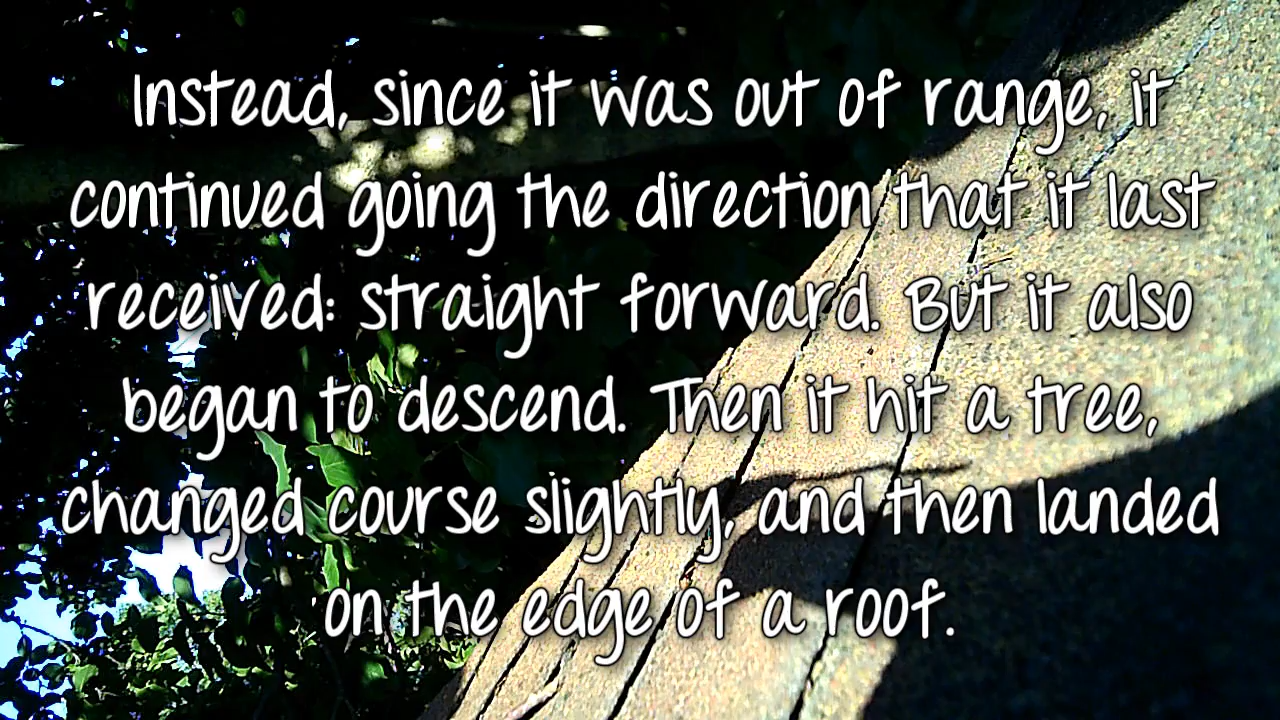 Instead, since it was out of range, it
continued going the direction that it last
received: straight forward. But it also
began to descend. Then it hit a tree,
changed course slightly, and then landed
on the edge of a roof.